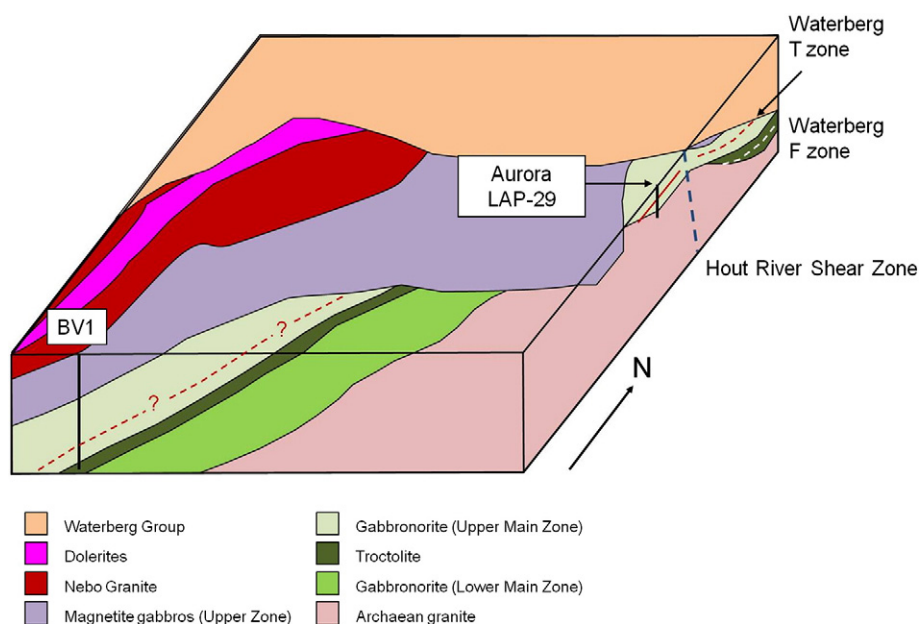 Waterberg
T zone
Waterberg
F zone
Aurora
LAP-29
Hout River Shear Zone
BV1
?
?
N
Waterberg Group
Dolerites
Nebo Granite
Magnetite gabbros (Upper Zone)
Gabbronorite (Upper Main Zone)
Troctolite
Gabbronorite (Lower Main Zone)
Archaean granite